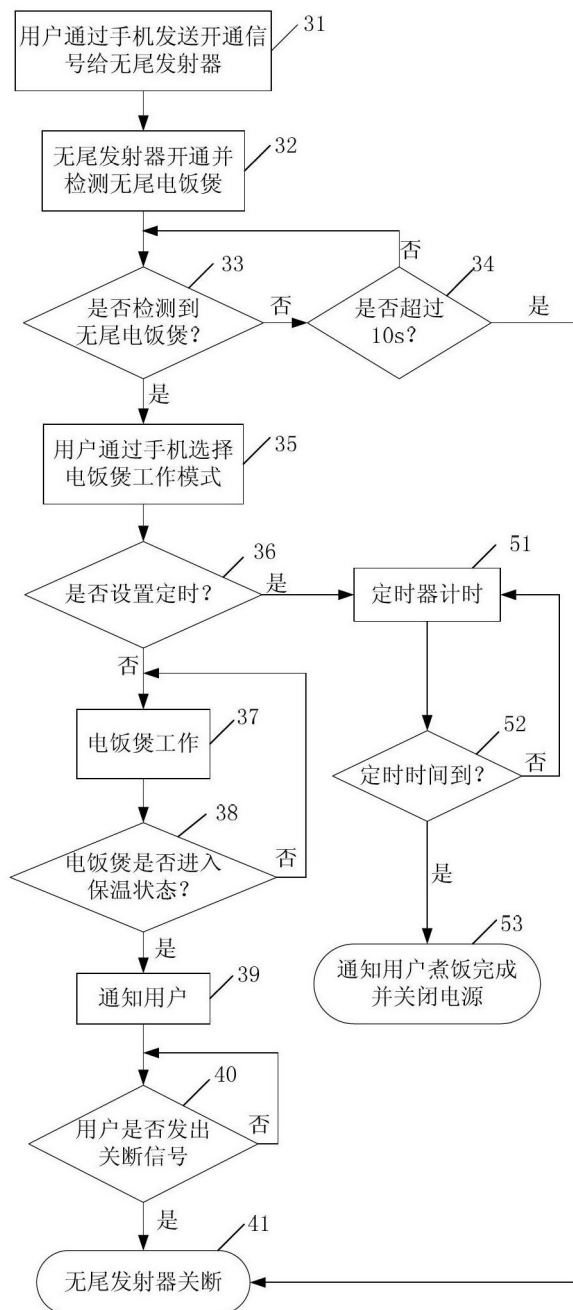 用户通过手机发送开通信
号给无尾发射器
31
无尾发射器开通并
检测无尾电饭煲
32
否
33
34
是否检测到
无尾电饭煲？
否
是否超过
10s？
是
是
用户通过手机选择
电饭煲工作模式
35
36
51
是否设置定时？
是
定时器计时
否
电饭煲工作
37
52
定时时间到？
否
38
电饭煲是否进入
保温状态？
否
是
是
53
通知用户
39
通知用户煮饭完成
并关闭电源
40
用户是否发出
关断信号
否
是
41
无尾发射器关断